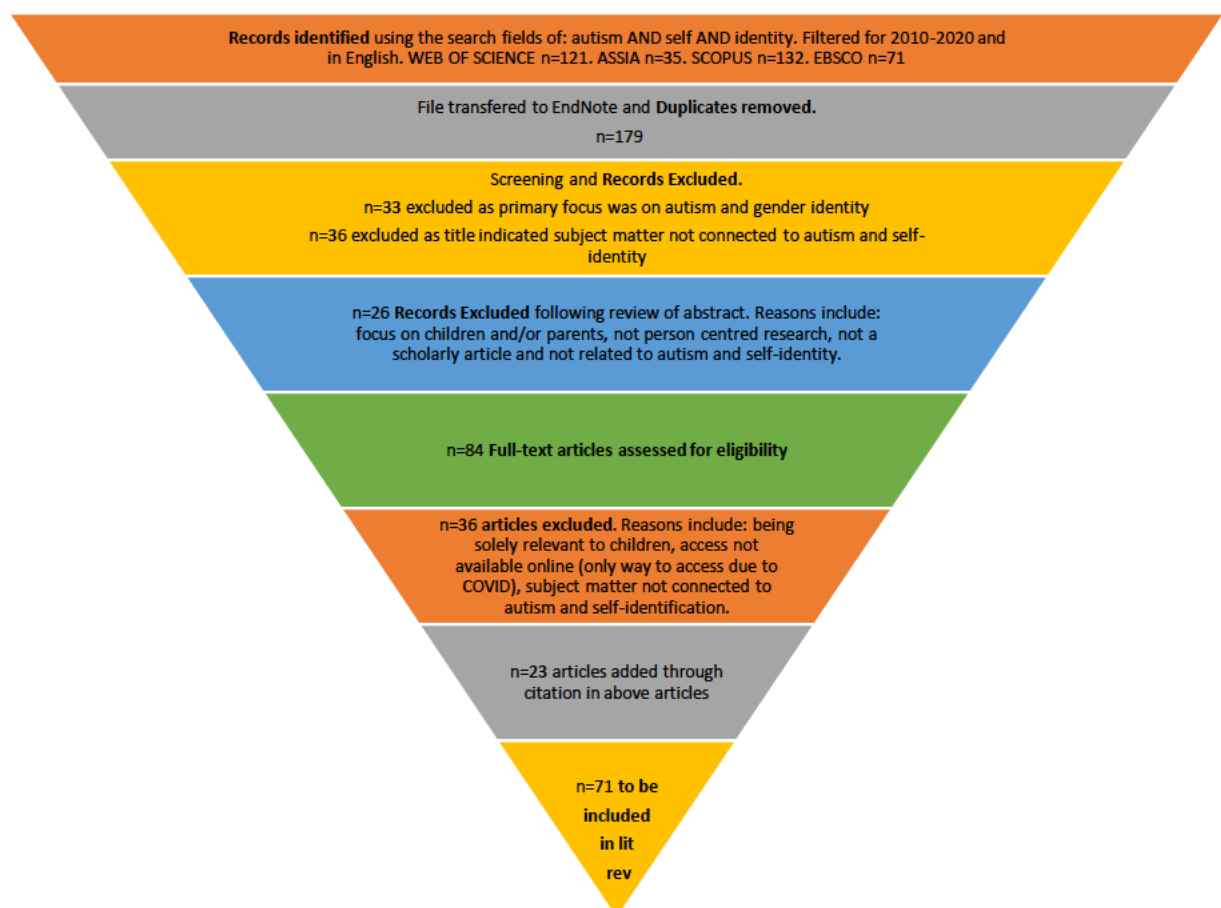 Records identified using the search fields of: autism AND self AND identity. Filtered for 2010-2020 and
in English. WEB OF SCIENCE n=121. ASSIA n=35. SCOPUS n=132. EBSCO n=71
File transfered to EndNote and Duplicates removed.
n=179
Screening and Records Excluded.
n=33 excluded as primary focus was on autism and gender identity
n=36 excluded as title indicated subject matter not connected to autism and self-
identity
n=26 Records Excluded following review of abstract. Reasons include:
focus on children and/or parents, not person centred research, not a
scholarly article and not related to autism and self-identity.
n=84 Full-text articles assessed for eligibility
n=36 articles excluded. Reasons include: being
solely relevant to children, access not
available online (only way to access due to
COVID), subject matter not connected to
autism and self-identification.
n=23 articles added through
citation in above articles
n=71 to be
included
in lit
rev